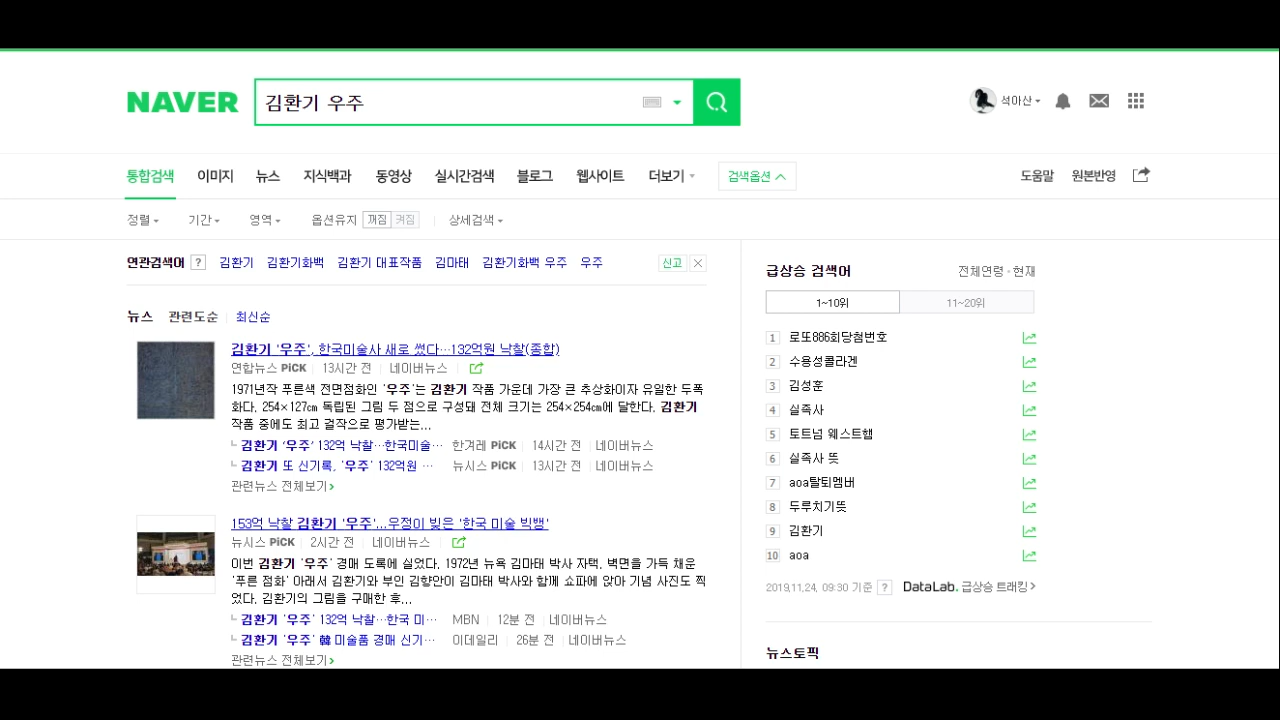 NAVER
김환기 우주
석아산
통합검색 이미지 뉴스 지식백과 동영상 실시간검색 블로그 웹사이트 더보기 검색옵션 도움말 원본반영
정렬 기간 영역 옵션유지 꺼짐 켜짐 상세검색
연관검색어 ? 김환기 김환기화백 김환기 대표작품 김마태 김환기화백 우주 우주 신고
뉴스 관련도순 최신순
김환기 '우주', 한국미술사 새로 썼다…132억원 낙찰(종합)
연합뉴스 PiCK 13시간 전 네이버뉴스
1971년작 푸른색 전면점화인 '우주'는 김환기 작품 가운데 가장 큰 추상화이자 유일한 두폭
화다. 254×127㎝ 독립된 그림 두 점으로 구성돼 전체 크기는 254×254㎝에 달한다. 김환기
작품 중에도 최고 걸작으로 평가받는...
김환기 ‘우주’ 132억 낙찰…한국미술… 한겨레 PiCK 14시간 전 네이버뉴스
김환기 또 신기록, '우주' 132억원 … 뉴시스 PiCK 13시간 전 네이버뉴스
관련뉴스 전체보기
153억 낙찰 김환기 '우주'...우정이 빚은 '한국 미술 빅뱅'
뉴시스 PiCK 2시간 전 네이버뉴스
이번 김환기 '우주' 경매 도록에 실었다. 1972년 뉴욕 김마태 박사 자택. 벽면을 가득 채운
'푸른 점화' 아래서 김환기와 부인 김향안이 김마태 박사와 함께 쇼파에 앉아 기념 사진도 찍
었다. 김환기의 그림을 구매한 후...
김환기 '우주' 132억 낙찰…한국 미… MBN 12분 전 네이버뉴스
김환기 '우주' 韓 미술품 경매 신기… 이데일리 26분 전 네이버뉴스
관련뉴스 전체보기
급상승 검색어 전체연령·현재
1~10위 11~20위
1 로또886회당첨번호
2 수용성콜라겐
3 김성훈
4 실족사
5 토트넘 웨스트햄
6 실족사 뜻
7 aoa탈퇴멤버
8 두루치기뜻
9 김환기
10 aoa
2019.11.24. 09:30 기준 ? DataLab. 급상승 트래킹
뉴스토픽